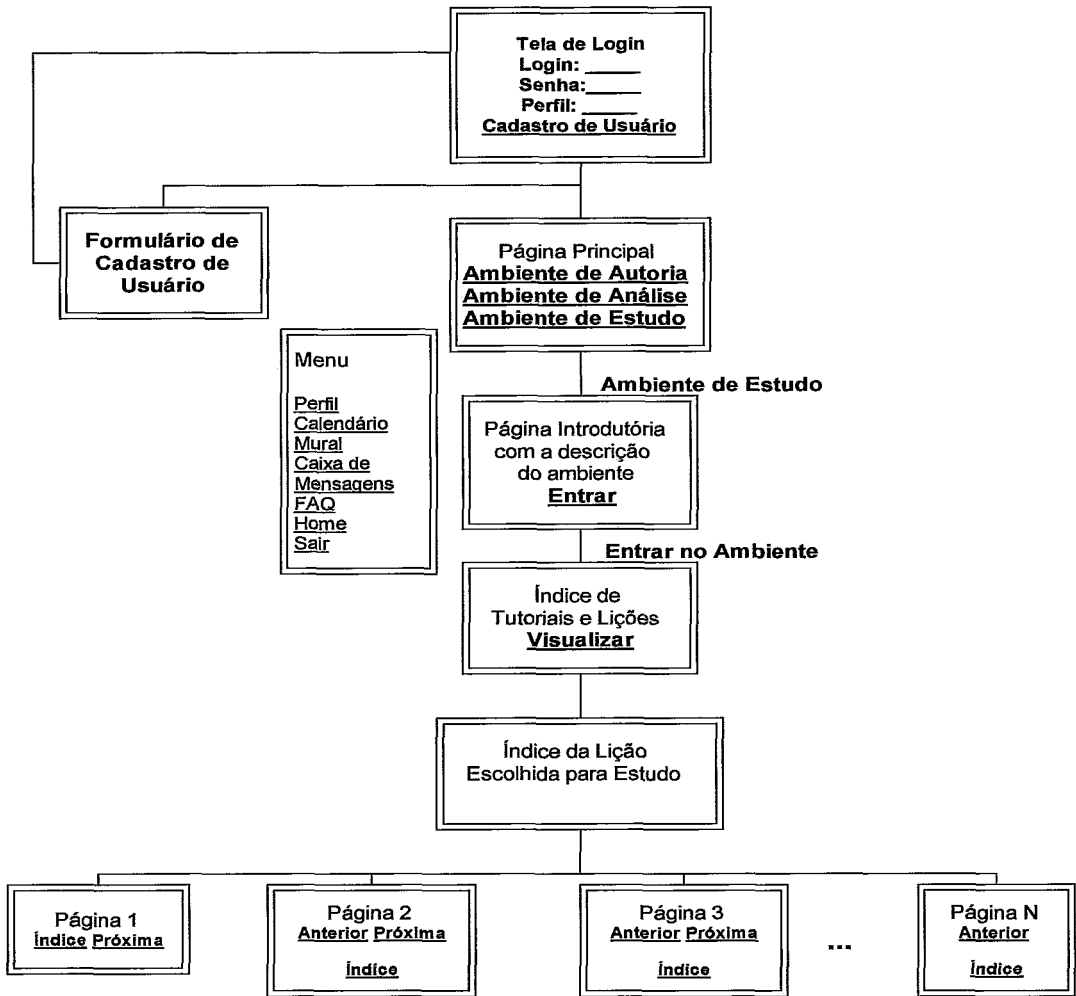 Tela de Login
Login: _____
Senha:_____
Perfil: _____
Cadastro de Usuário
Formulário de
Cadastro de
Usuário
Página Principal
Ambiente de Autoria
Ambiente de Análise
Ambiente de Estudo
Menu
Perfil
Calendário
Mural
Caixa de
Mensagens
FAQ
Home
Sair
Ambiente de Estudo
Página Introdutória
com a descrição
do ambiente
Entrar
Entrar no Ambiente
Índice de
Tutoriais e Lições
Visualizar
Índice da Lição
Escolhida para Estudo
Página 1
Índice Próxima
Página 2
Anterior Próxima
Índice
Página 3
Anterior Próxima
Índice
...
Página N
Anterior
Índice